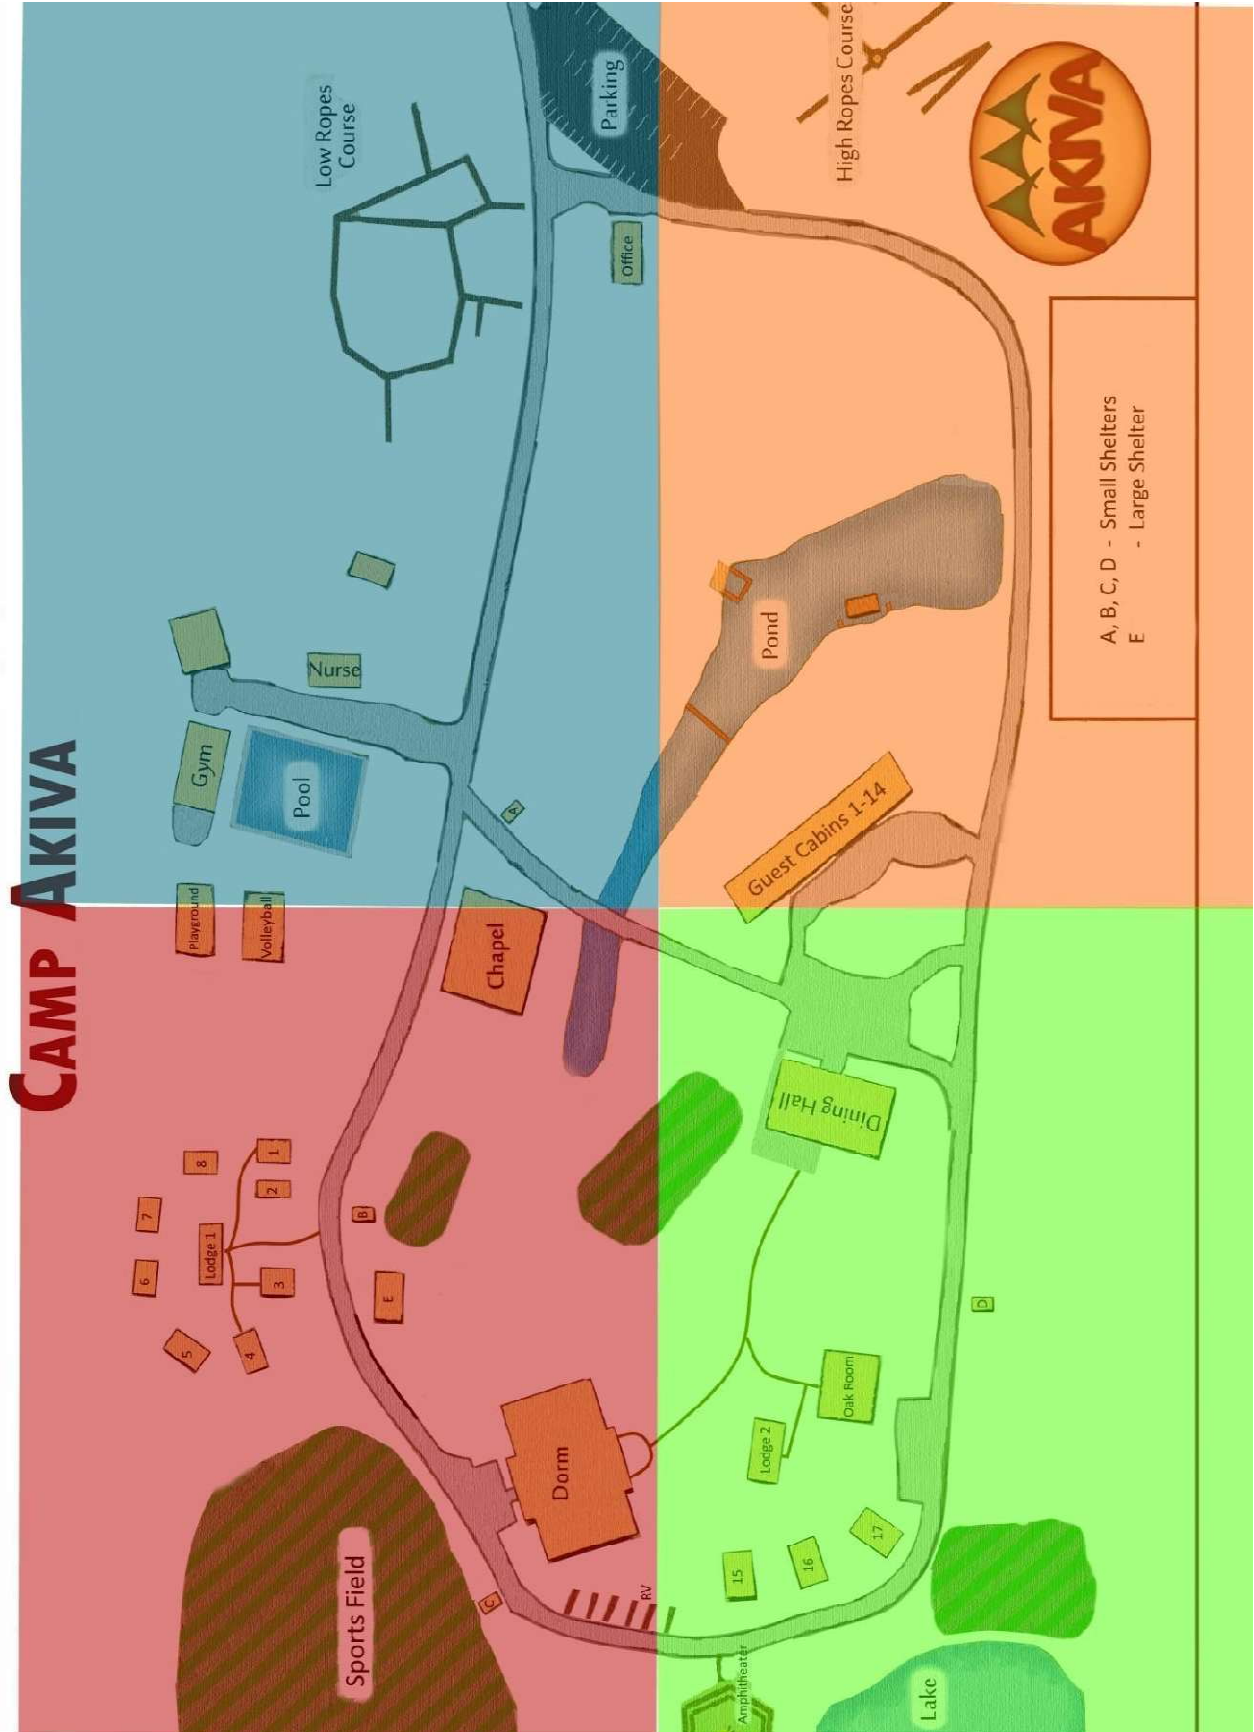 CAMP AKIVA
Low Ropes
Course
Parking
High Ropes Course
AKIVA
Office
Nurse
Gym
Pool
Playground
Volleyball
A
Chapel
Pond
Guest Cabins 1-14
A, B, C, D - Small Shelters
E - Large Shelter
8
1
2
7
6
Lodge 1
3
5
4
B
E
Dining Hall
D
Dorm
Oak Room
Lodge 2
Sports Field
C
RV
15
16
17
Amphitheater
Lake